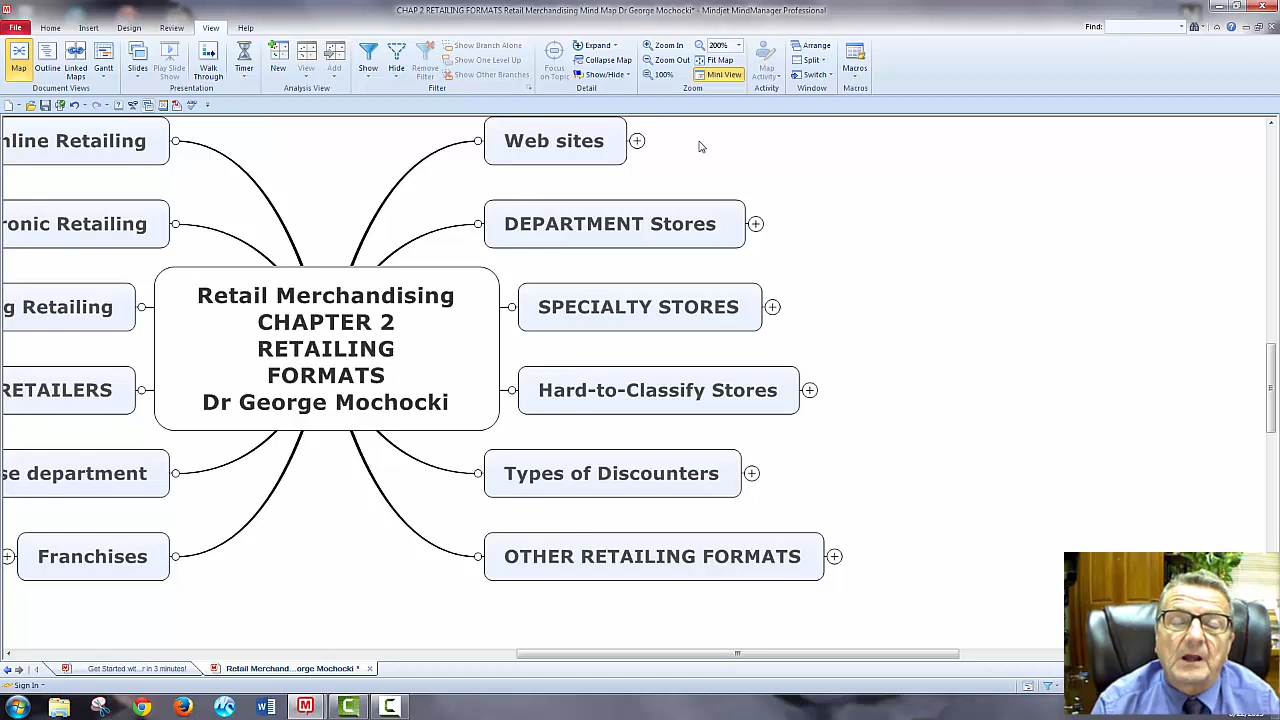 CHAP 2 RETAILING FORMATS Retail Merchandising Mind Map Dr George Mochocki* - Mindjet MindManager Professional
File Home Insert Design Review View Help Find:
Map Outline Linked Maps Gantt
Document Views
Slides Play Slide Show Walk Through
Presentation
Timer New View Add
Analysis View
Show Hide Remove Filter
Show Branch Alone
Show One Level Up
Show Other Branches
Filter
Focus on Topic
Expand
Collapse Map
Show/Hide
Detail
Zoom In 200%
Zoom Out Fit Map
100% Mini View
Zoom
Map Activity
Activity
Arrange
Split
Switch
Window
Macros
Macros
nline Retailing
Web sites
ronic Retailing
DEPARTMENT Stores
g Retailing
SPECIALTY STORES
Retail Merchandising
CHAPTER 2
RETAILING
FORMATS
Dr George Mochocki
RETAILERS
Hard-to-Classify Stores
se department
Types of Discounters
Franchises
OTHER RETAILING FORMATS
Get Started wit...r in 3 minutes!
Retail Merchand...orge Mochocki *
Sign In